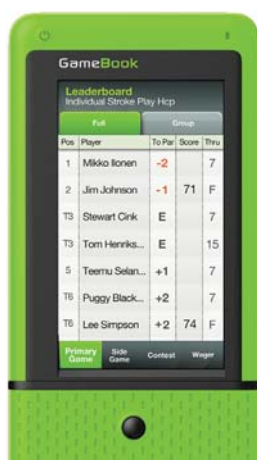 GameBook
Leaderboard
Individual Stroke Play Hcp
Full Group
Pos Player To Par Score Thru
1 Mikko Ilonen -2 7
2 Jim Johnson -1 71 F
T3 Stewart Cink E 7
T3 Tom Henriks... E 15
5 Teemu Selan... +1 7
T6 Puggy Black... +2 7
T6 Lee Simpson +2 74 F
Primary Game Side Game Contest Wager